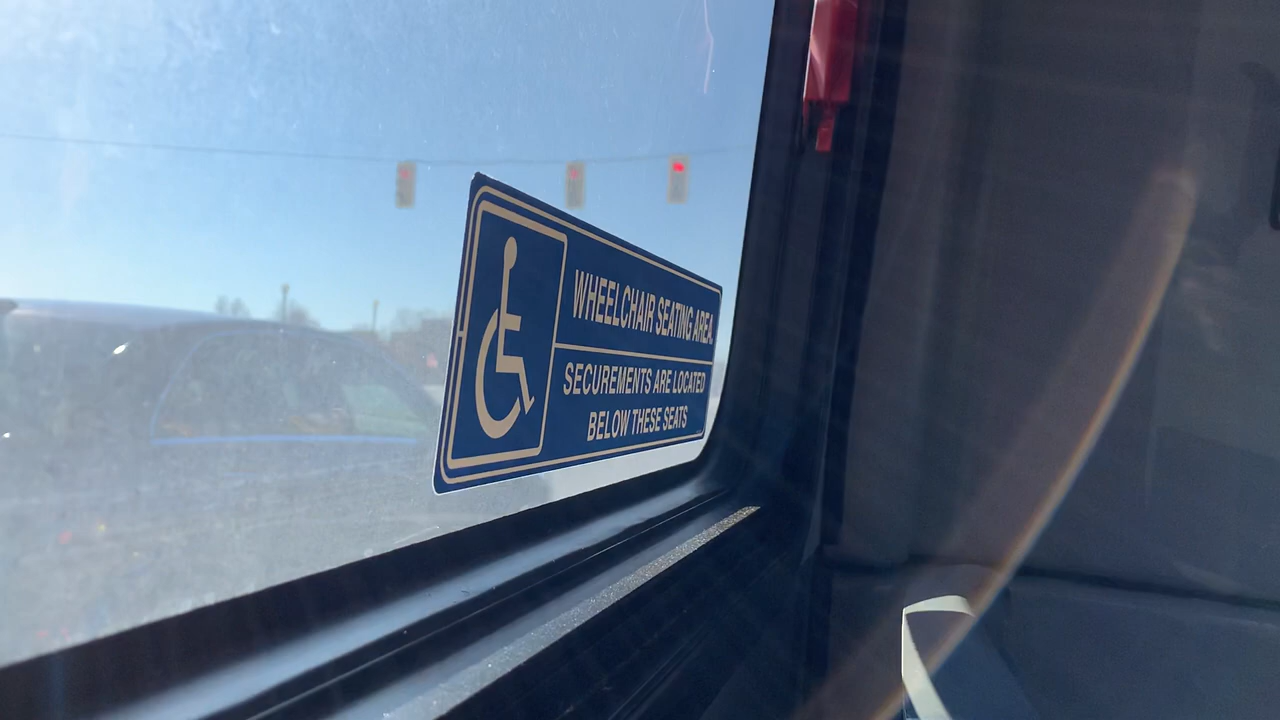 WHEELCHAIR SEATING AREA.
SECUREMENTS ARE LOCATED
BELOW THESE SEATS